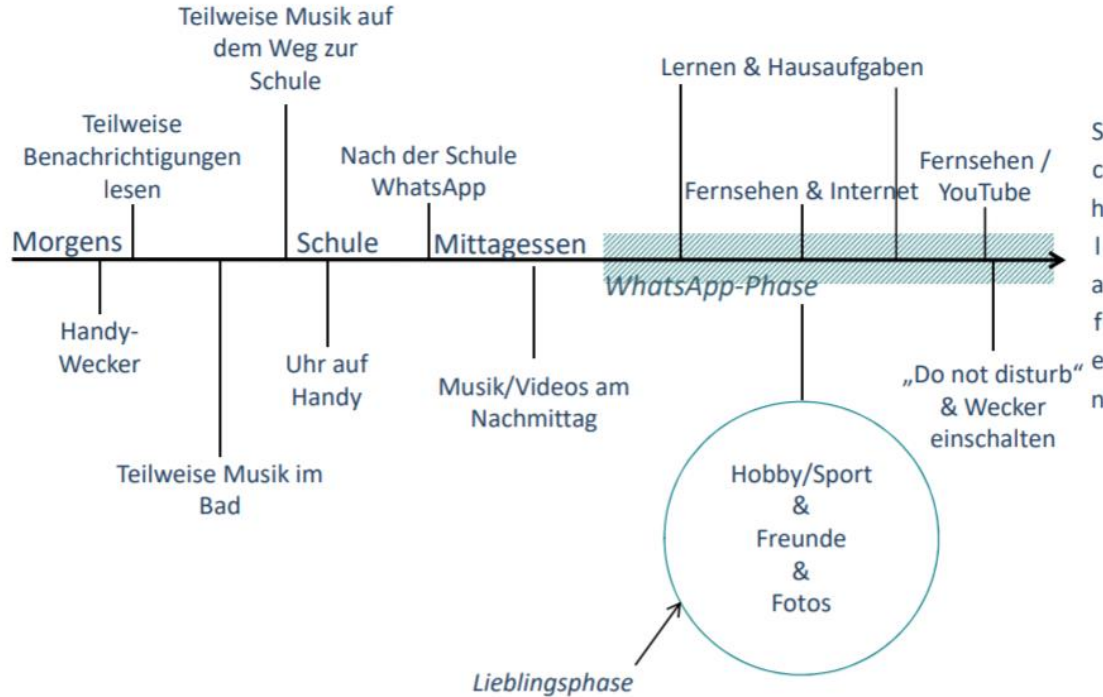 Teilweise Musik auf
dem Weg zur
Schule
Lernen & Hausaufgaben
Teilweise
Benachrichtigungen
lesen
Nach der Schule
WhatsApp
Fernsehen & Internet
Fernsehen /
YouTube
Morgens
Schule
Mittagessen
WhatsApp-Phase
Handy-
Wecker
Uhr auf
Handy
Musik/Videos am
Nachmittag
„Do not disturb“
& Wecker
einschalten
Teilweise Musik im
Bad
Hobby/Sport
&
Freunde
&
Fotos
Lieblingsphase
S
c
h
l
a
f
e
n